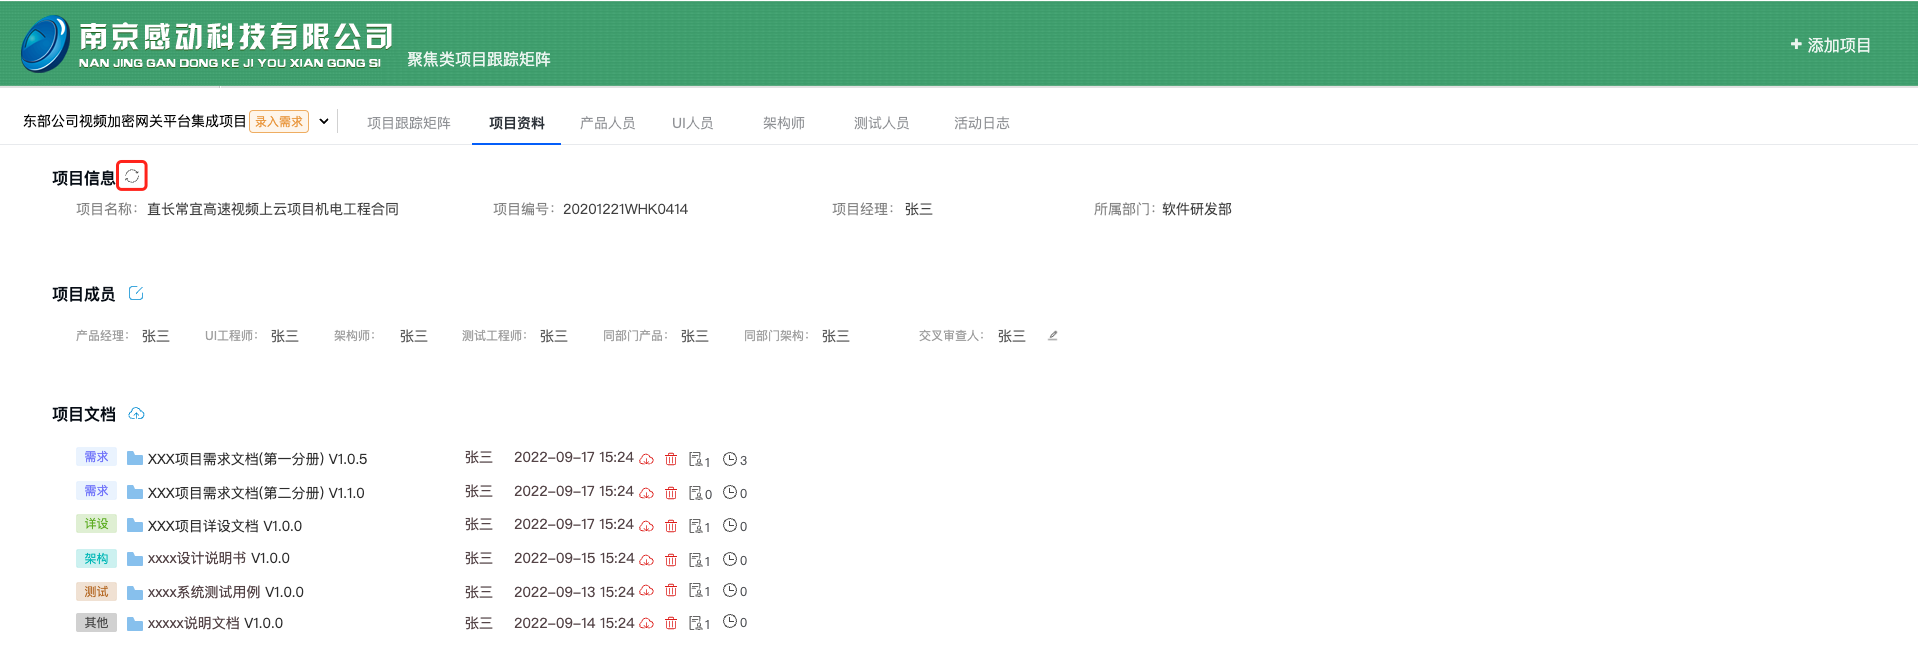 南京感动科技有限公司
NAN JING GAN DONG KE JI YOU XIAN GONG SI
聚焦类项目跟踪矩阵
+ 添加项目
东部公司视频加密网关平台集成项目 录入需求 项目跟踪矩阵 项目资料 产品人员 UI人员 架构师 测试人员 活动日志
项目信息
项目名称： 直长常宜高速视频上云项目机电工程合同 项目编号： 20201221WHK0414 项目经理： 张三 所属部门： 软件研发部
项目成员
产品经理： 张三 UI工程师： 张三 架构师： 张三 测试工程师： 张三 同部门产品： 张三 同部门架构： 张三 交叉审查人： 张三
项目文档
需求 XXX项目需求文档(第一分册) V1.0.5 张三 2022-09-17 15:24 1 3
需求 XXX项目需求文档(第二分册) V1.1.0 张三 2022-09-17 15:24 0 0
详设 XXX项目详设文档 V1.0.0 张三 2022-09-17 15:24 1 0
架构 xxxx设计说明书 V1.0.0 张三 2022-09-15 15:24 1 0
测试 xxxx系统测试用例 V1.0.0 张三 2022-09-13 15:24 1 0
其他 xxxxx说明文档 V1.0.0 张三 2022-09-14 15:24 1 0